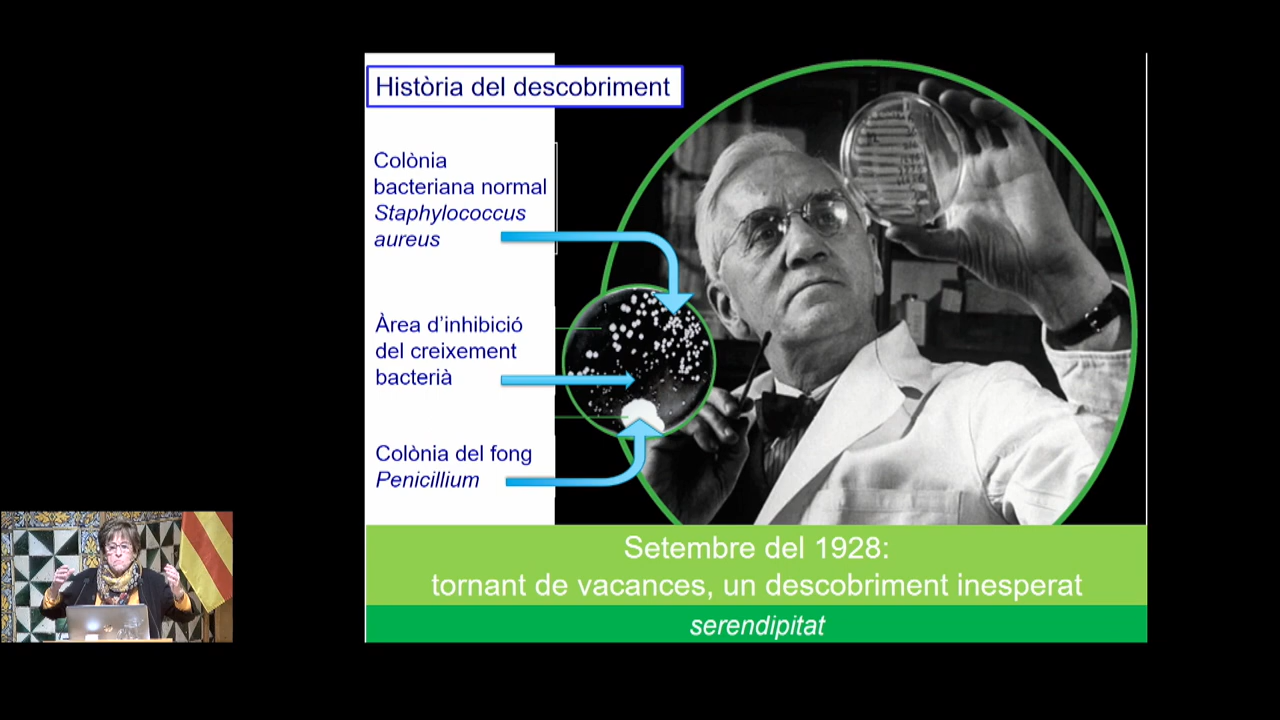 Història del descobriment
Colònia
bacteriana normal
Staphylococcus
aureus
Àrea d'inhibició
del creixement
bacterià
Colònia del fong
Penicillium
Setembre del 1928:
tornant de vacances, un descobriment inesperat
serendipitat